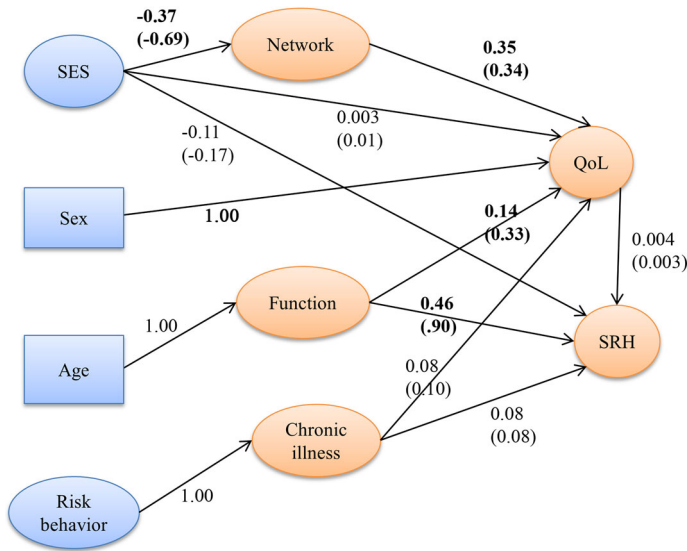 -0.37
(-0.69)
Network
0.35
(0.34)
SES
0.003
(0.01)
-0.11
(-0.17)
QoL
Sex
1.00
0.14
(0.33)
0.004
(0.003)
Function
1.00
0.46
(.90)
SRH
Age
0.08
(0.10)
0.08
(0.08)
Chronic
illness
1.00
Risk
behavior